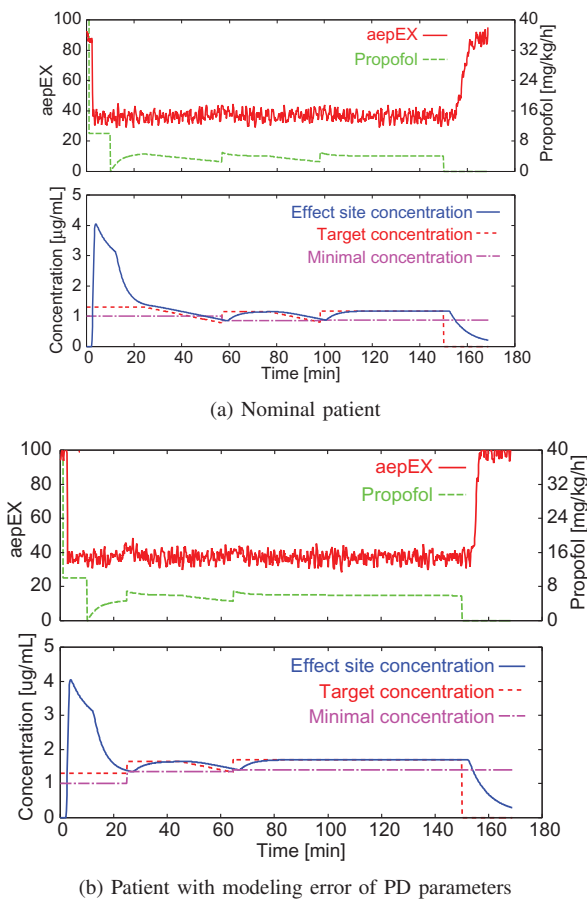 100
80
60
40
20
0
aepEX
aepEX
Propofol
40
32
24
16
8
0
Propofol [mg/kg/h]
5
4
3
2
1
0
Concentration [μg/mL]
Effect site concentration
Target concentration
Minimal concentration
0 20 40 60 80 100 120 140 160 180
Time [min]
(a) Nominal patient
100
80
60
40
20
0
aepEX
aepEX
Propofol
40
32
24
16
8
0
Propofol [mg/kg/h]
5
4
3
2
1
0
Concentration [ug/mL]
Effect site concentration
Target concentration
Minimal concentration
0 20 40 60 80 100 120 140 160 180
Time [min]
(b) Patient with modeling error of PD parameters